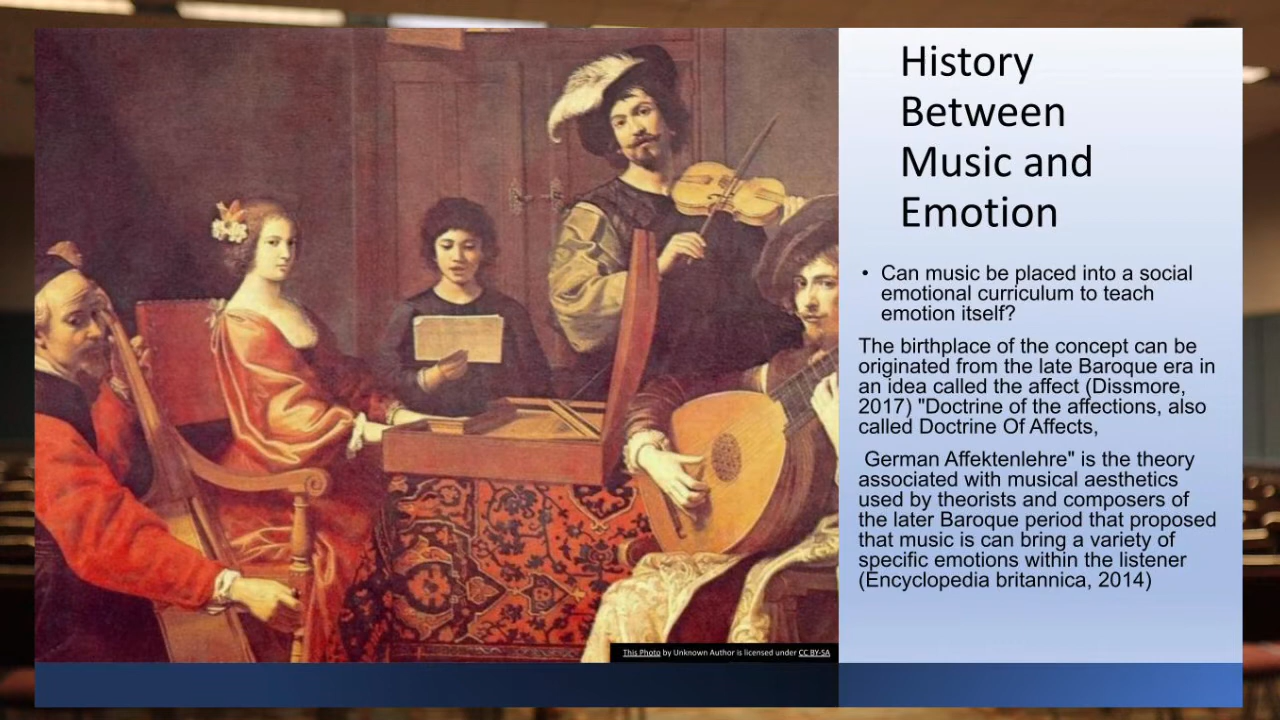 History
Between
Music and
Emotion
• Can music be placed into a social
emotional curriculum to teach
emotion itself?
The birthplace of the concept can be
originated from the late Baroque era in
an idea called the affect (Dissmore,
2017) "Doctrine of the affections, also
called Doctrine Of Affects,
German Affektenlehre" is the theory
associated with musical aesthetics
used by theorists and composers of
the later Baroque period that proposed
that music is can bring a variety of
specific emotions within the listener
(Encyclopedia britannica, 2014)
This Photo by Unknown Author is licensed under CC BY-SA